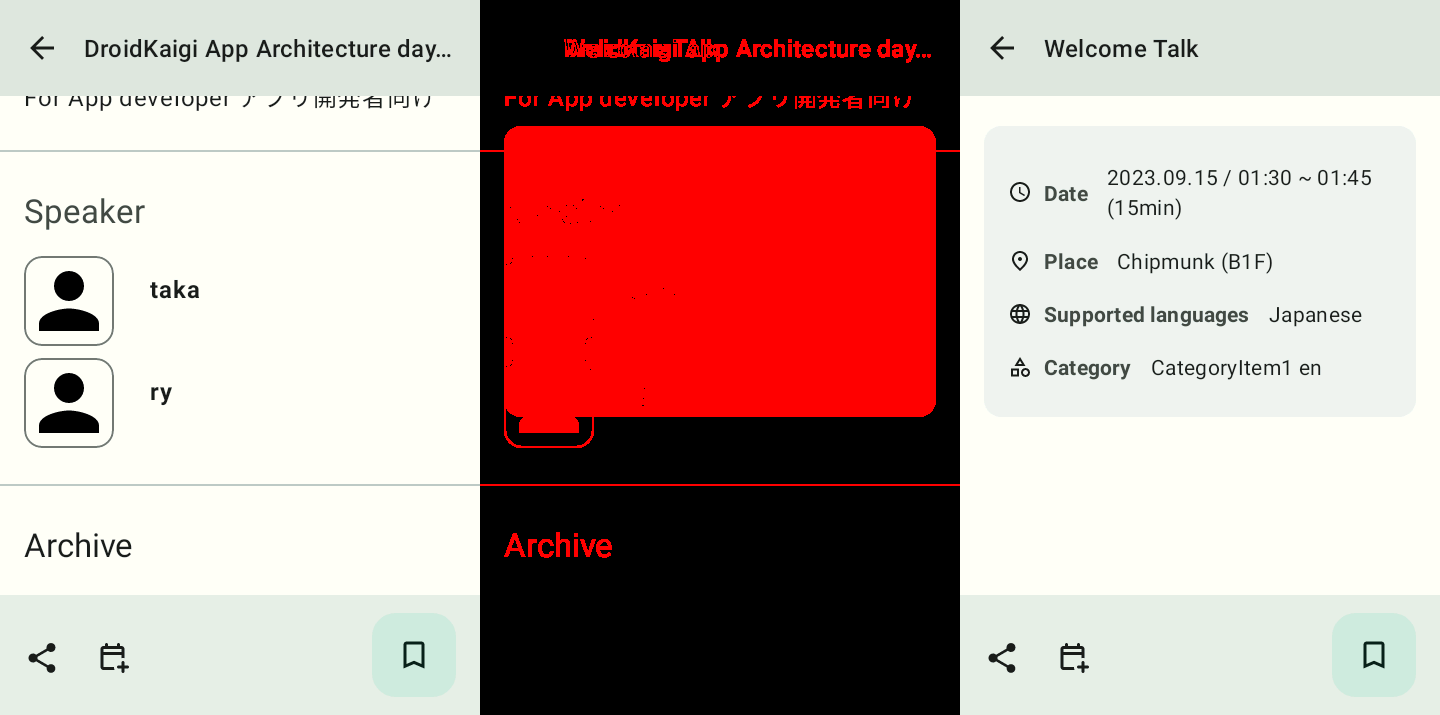 DroidKaigi App Architecture day...
For App developer アプリ開発者向け
Speaker
taka
ry
Archive
Architecture day...
For App developer アプリ開発者向け
Archive
Welcome Talk
Date 2023.09.15 / 01:30 ~ 01:45
(15min)
Place Chipmunk (B1F)
Supported languages Japanese
Category CategoryItem1 en